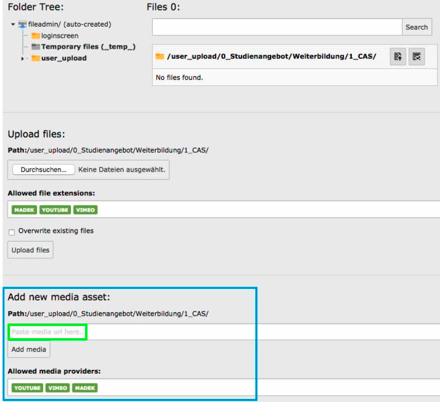 Folder Tree:
Files 0:
fileadmin/ (auto-created)
loginscreen
Temporary files (_temp_)
user_upload
Search
/user_upload/0_Studienangebot/Weiterbildung/1_CAS/
No files found.
Upload files:
Path:/user_upload/0_Studienangebot/Weiterbildung/1_CAS/
Durchsuchen... Keine Dateien ausgewählt.
Allowed file extensions:
MADEK YOUTUBE VIMEO
Overwrite existing files
Upload files
Add new media asset:
Path:/user_upload/0_Studienangebot/Weiterbildung/1_CAS/
Paste media url here...
Add media
Allowed media providers:
YOUTUBE VIMEO MADEK